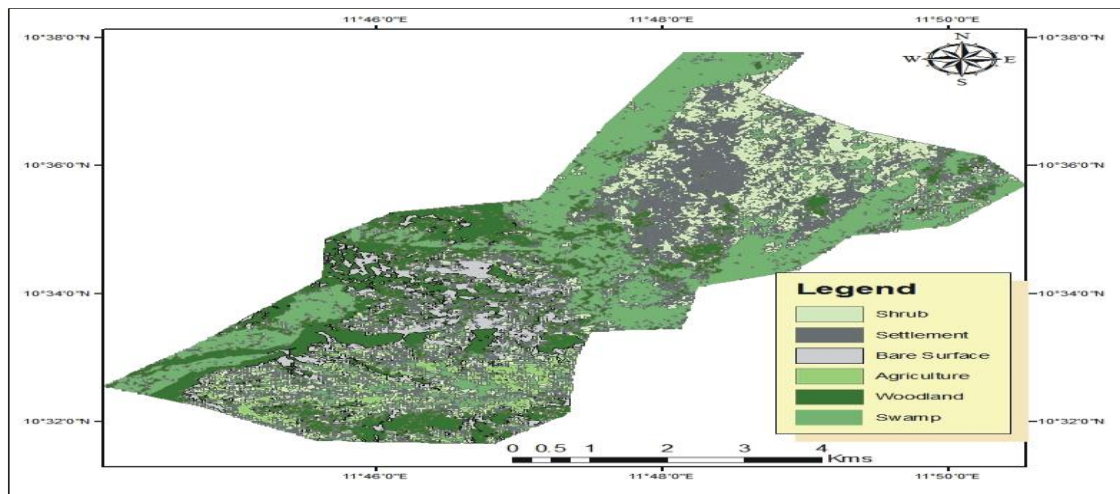 11°46'0"E 11°48'0"E 11°50'0"E
10°38'0"N 10°38'0"N
N
W E
S
10°36'0"N 10°36'0"N
10°34'0"N 10°34'0"N
Legend
Shrub
Settlement
Bare Surface
Agriculture
Woodland
Swamp
10°32'0"N 10°32'0"N
0 0.5 1 2 3 4
Kms
11°46'0"E 11°48'0"E 11°50'0"E